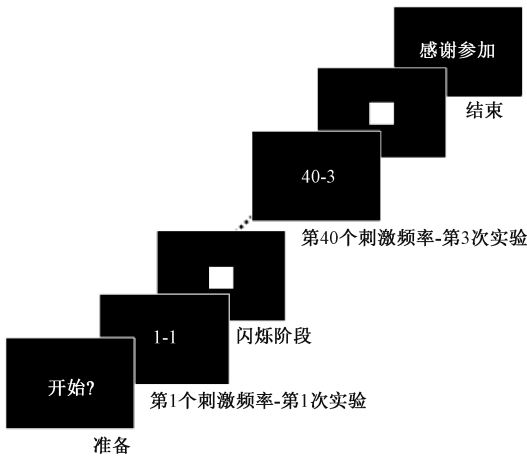 感谢参加
结束
40-3
第40个刺激频率-第3次实验
闪烁阶段
1-1
第1个刺激频率-第1次实验
开始?
准备